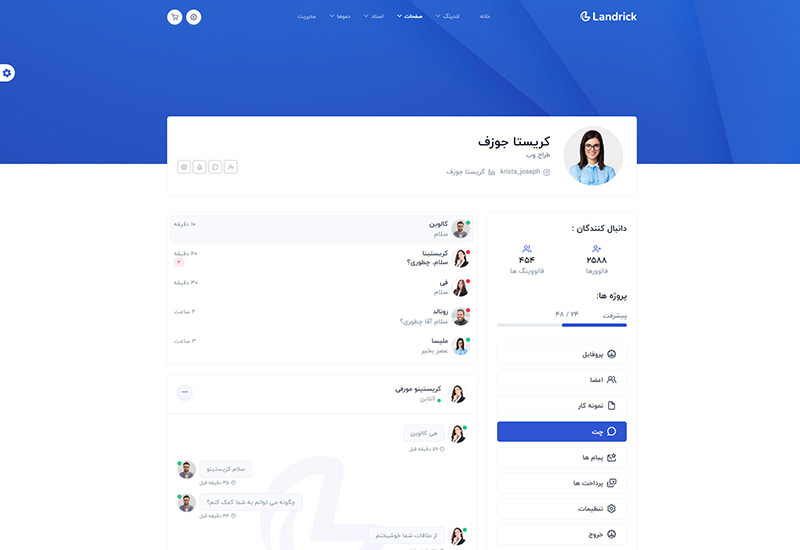 Landrick
خانه
لندینگ
صفحات
اسناد
دموها
مدیریت
کریستا جوزف
طراح وب
krista_joseph
کریستا جوزف
دانبال کنندگان :
۲۵۸۸
فالوورها
۴۵۴
فالووینگ ها
پروژه ها:
پیشرفت
۲۴ / ۴۸
پروفایل
اعضا
نمونه کار
چت
پیام ها
پرداخت ها
تنظیمات
خروج
کالوین
سلام
۱۰ دقیقه
کریستینا
سلام. چطوری؟
۲۰ دقیقه
فی
سلام
۳۰ دقیقه
رونالد
سلام آقا چطوری؟
۲ ساعت
ملیسا
عصر بخیر
۳ ساعت
کریستینو مورفی
آنلاین
هی کالوین
۵۹ دقیقه قبل
سلام کریستینو
۴۵ دقیقه قبل
چگونه می توانم به شما کمک کنم؟
۴۴ دقیقه قبل
از ملاقات شما خوشبختم